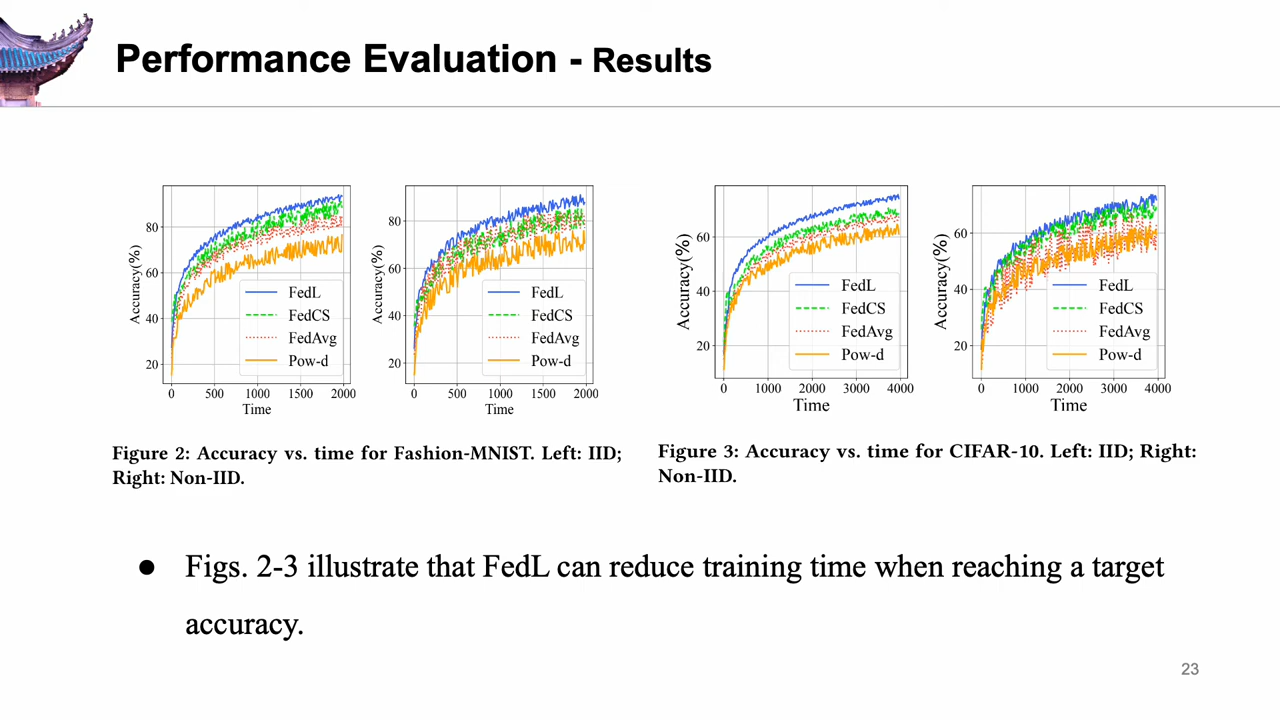 Performance Evaluation - Results
Accuracy(%)
80
60
40
20
0 500 1000 1500 2000
Time
FedL
FedCS
FedAvg
Pow-d
Accuracy(%)
80
60
40
20
0 500 1000 1500 2000
Time
FedL
FedCS
FedAvg
Pow-d
Figure 2: Accuracy vs. time for Fashion-MNIST. Left: IID;
Right: Non-IID.
Accuracy(%)
60
40
20
0 1000 2000 3000 4000
Time
FedL
FedCS
FedAvg
Pow-d
Accuracy(%)
60
40
20
0 1000 2000 3000 4000
Time
FedL
FedCS
FedAvg
Pow-d
Figure 3: Accuracy vs. time for CIFAR-10. Left: IID; Right:
Non-IID.
● Figs. 2-3 illustrate that FedL can reduce training time when reaching a target
accuracy.
23